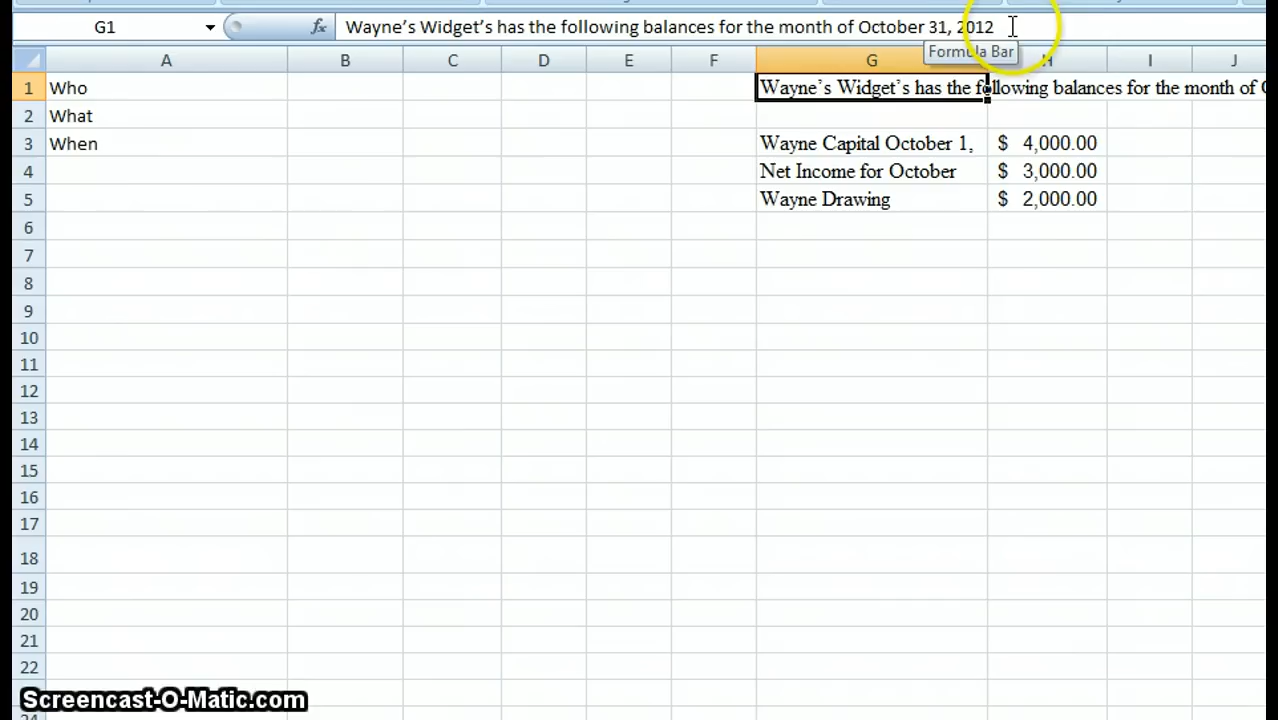 G1 fx Wayne's Widget's has the following balances for the month of October 31, 2012
Formula Bar
A B C D E F G H I J
1 Who Wayne's Widget's has the following balances for the month of
2 What
3 When Wayne Capital October 1, $ 4,000.00
4 Net Income for October $ 3,000.00
5 Wayne Drawing $ 2,000.00
6
7
8
9
10
11
12
13
14
15
16
17
18
19
20
21
22
Screencast-O-Matic.com